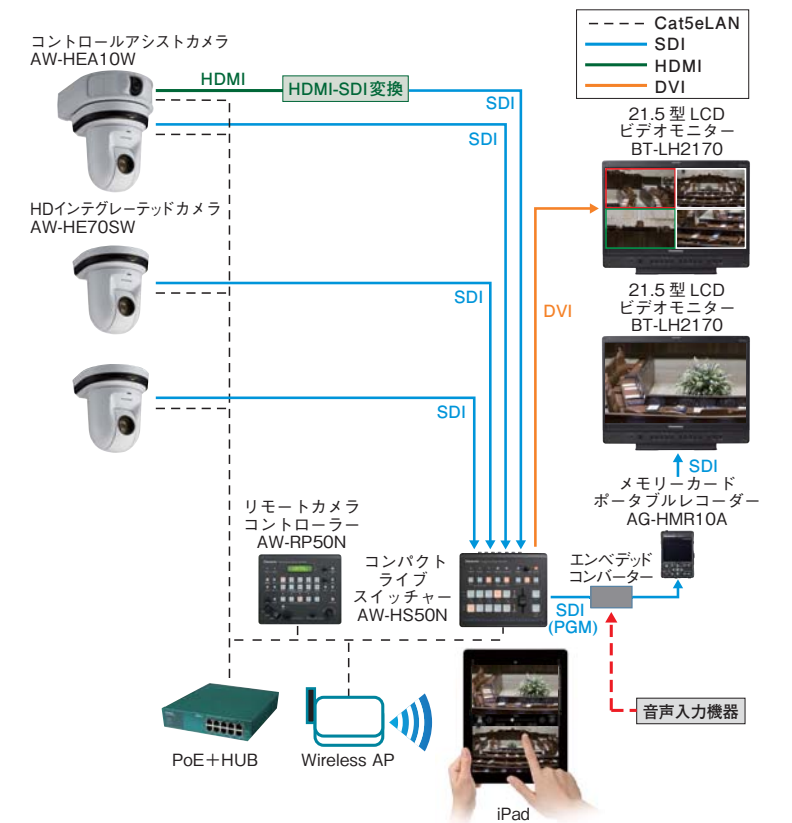 コントロールアシストカメラ
AW-HEA10W
HDMI
HDMI-SDI変換
SDI
SDI
Cat5eLAN
SDI
HDMI
DVI
21.5型LCD
ビデオモニター
BT-LH2170
HDインテグレーテッドカメラ
AW-HE70SW
SDI
DVI
21.5型LCD
ビデオモニター
BT-LH2170
SDI
SDI
メモリーカード
ポータブルレコーダー
AG-HMR10A
リモートカメラ
コントローラー
AW-RP50N
コンパクト
ライブ
スイッチャー
AW-HS50N
エンベデッド
コンバーター
SDI
(PGM)
音声入力機器
PoE+HUB
Wireless AP
iPad